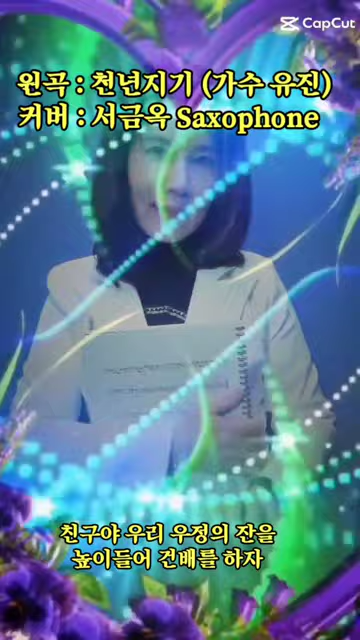 CapCut
원곡 : 천년지기 (가수 유진)
커버 : 서금옥 Saxophone
친구야 우리 우정의 잔을
높이들어 건배를 하자